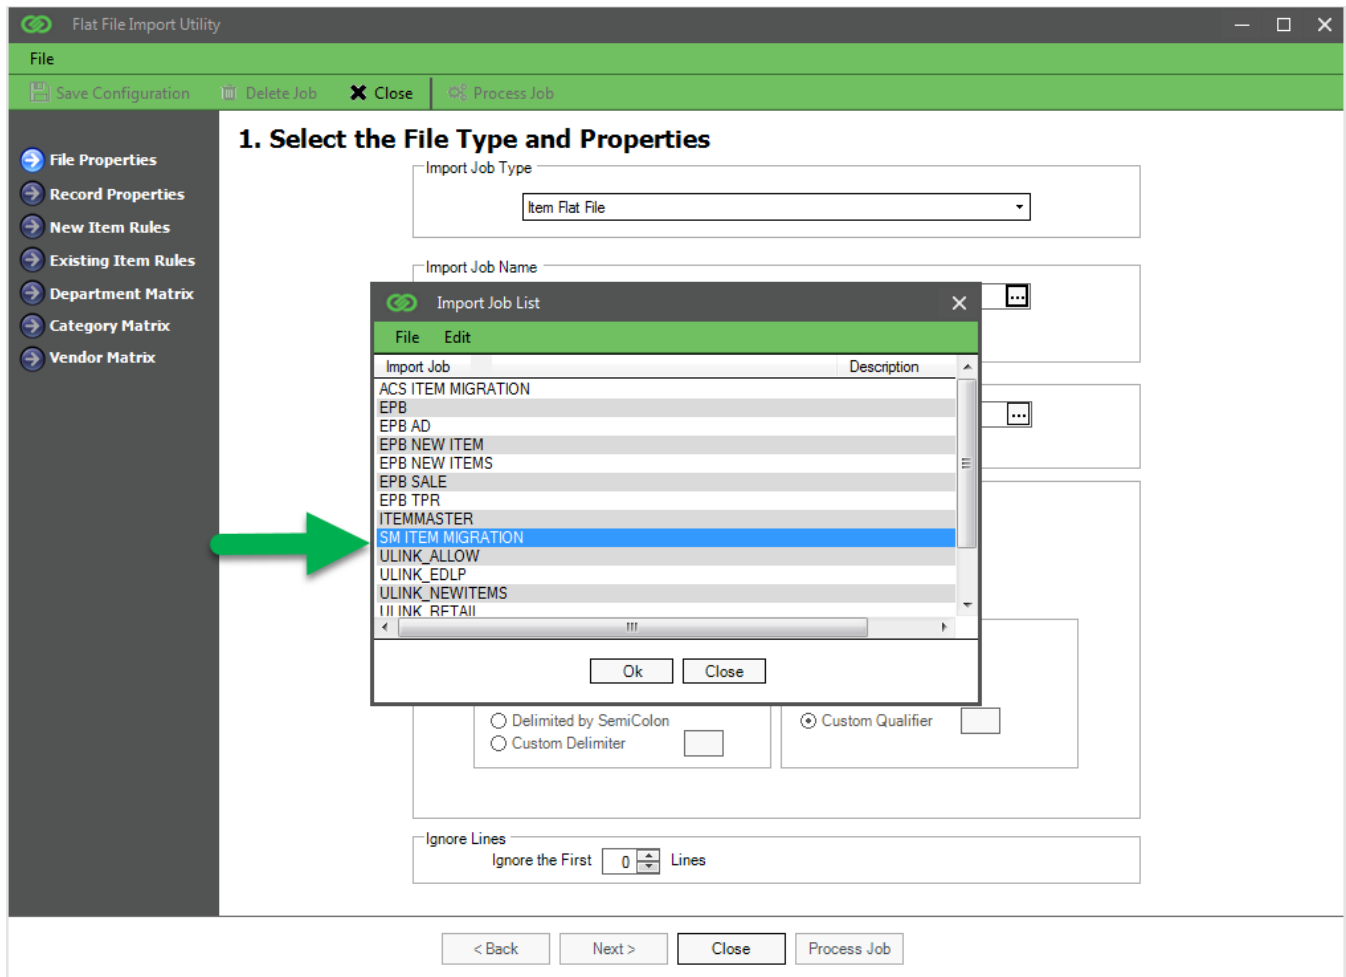 Flat File Import Utility
File
Save Configuration Delete Job Close Process Job
1. Select the File Type and Properties
File Properties
Record Properties
New Item Rules
Existing Item Rules
Department Matrix
Category Matrix
Vendor Matrix
Import Job Type
Item Flat File
Import Job Name
...
...
Import Job List
File Edit
Import Job Description
ACS ITEM MIGRATION
EPB
EPB AD
EPB NEW ITEM
EPB NEW ITEMS
EPB SALE
EPB TPR
ITEMMASTER
SM ITEM MIGRATION
ULINK_ALLOW
ULINK_EDLP
ULINK_NEWITEMS
ULINK_RETAIL
Ok Close
Delimited by SemiColon Custom Qualifier
Custom Delimiter
Ignore Lines
Ignore the First 0 Lines
< Back Next > Close Process Job